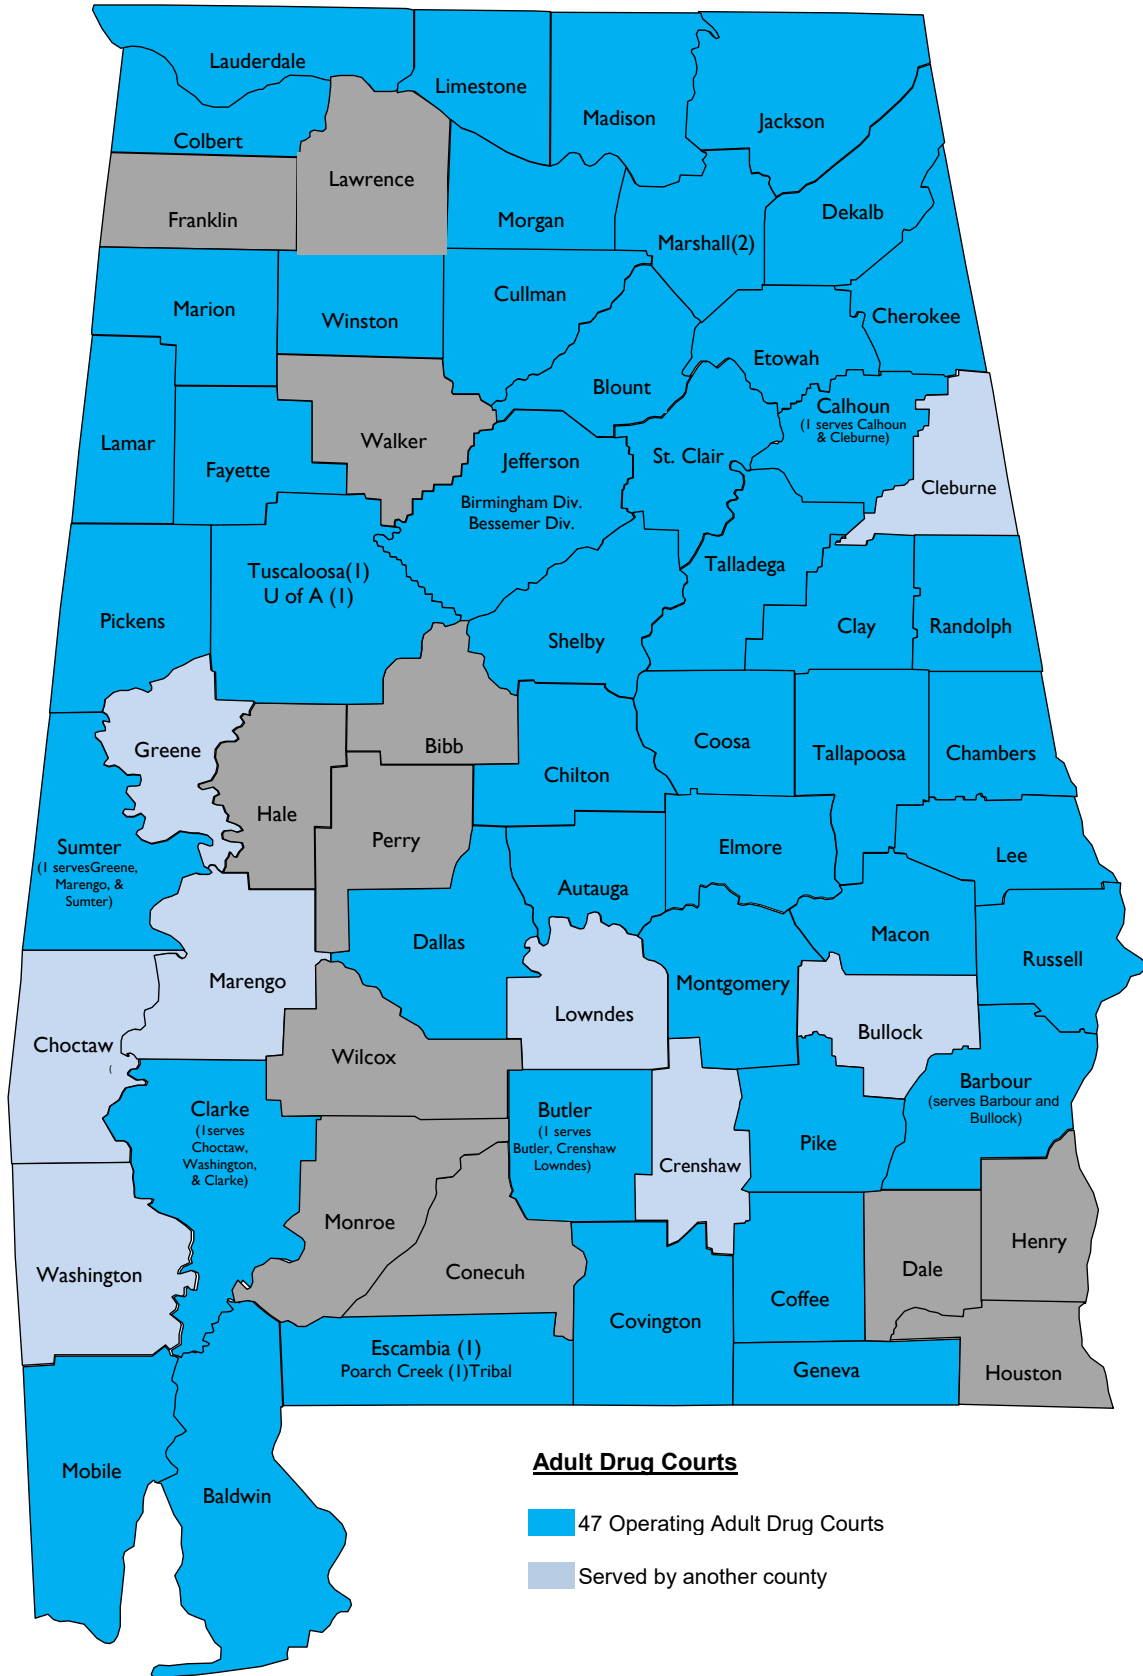 Lauderdale
Limestone
Madison
Jackson
Colbert
Lawrence
Franklin
Morgan
Marshall(2)
Dekalb
Marion
Winston
Cullman
Cherokee
Etowah
Blount
Calhoun
(1 serves Calhoun
& Cleburne)
Lamar
Fayette
Walker
Jefferson
Birmingham Div.
Bessemer Div.
St. Clair
Cleburne
Tuscaloosa(1)
U of A (1)
Talladega
Pickens
Shelby
Clay
Randolph
Greene
Bibb
Coosa
Tallapoosa
Chambers
Hale
Chilton
Perry
Elmore
Lee
Sumter
(1 servesGreene,
Marengo, &
Sumter)
Autauga
Dallas
Macon
Russell
Marengo
Montgomery
Lowndes
Bullock
Choctaw
(
Wilcox
Barbour
(serves Barbour and
Bullock)
Clarke
(1serves
Choctaw,
Washington,
& Clarke)
Butler
(1 serves
Butler, Crenshaw
Lowndes)
Crenshaw
Pike
Monroe
Conecuh
Henry
Dale
Washington
Coffee
Covington
Escambia (1)
Poarch Creek (1)Tribal
Geneva
Houston
Mobile
Baldwin
Adult Drug Courts
47 Operating Adult Drug Courts
Served by another county